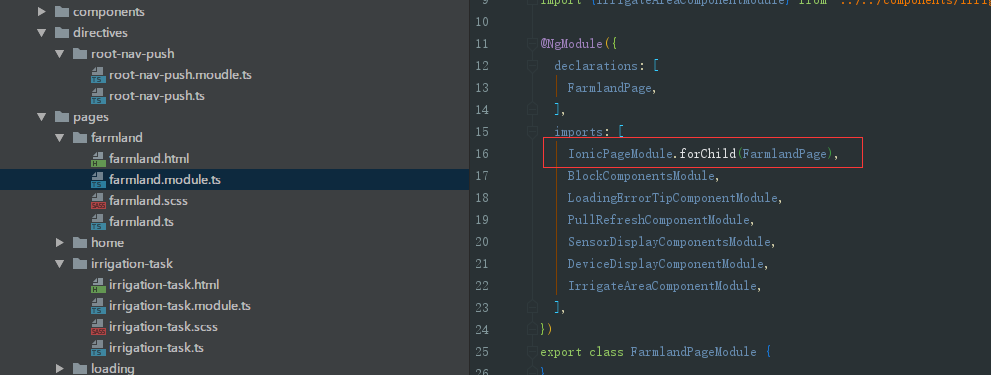 components
directives
root-nav-push
root-nav-push.moudle.ts
root-nav-push.ts
pages
farmland
farmland.html
farmland.module.ts
farmland.scss
farmland.ts
home
irrigation-task
irrigation-task.html
irrigation-task.module.ts
irrigation-task.scss
irrigation-task.ts
loading
9 import {IrrigateAreaComponentModule} from '../../components/irri
10
11 @NgModule({
12 declarations: [
13 FarmlandPage,
14 ],
15 imports: [
16 IonicPageModule.forChild(FarmlandPage),
17 BlockComponentsModule,
18 LoadingErrorTipComponentModule,
19 PullRefreshComponentModule,
20 SensorDisplayComponentsModule,
21 DeviceDisplayComponentModule,
22 IrrigateAreaComponentModule,
23 ],
24 })
25 export class FarmlandPageModule {
26 }